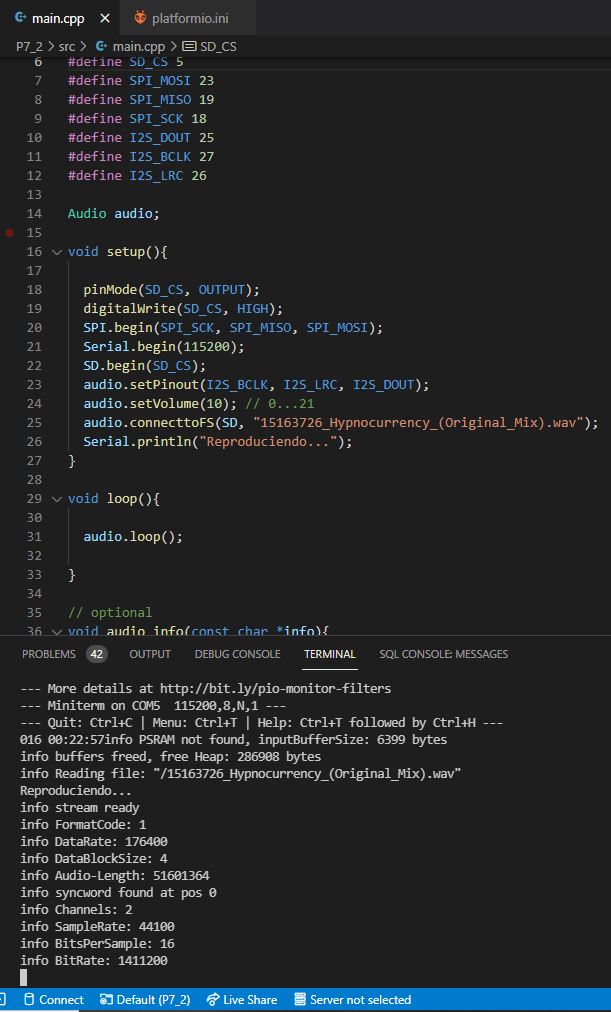 main.cpp
platformio.ini
P7_2 > src > main.cpp > SD_CS
6 #define SD_CS 5
7 #define SPI_MOSI 23
8 #define SPI_MISO 19
9 #define SPI_SCK 18
10 #define I2S_DOUT 25
11 #define I2S_BCLK 27
12 #define I2S_LRC 26
13
14 Audio audio;
15
16 void setup(){
17
18 pinMode(SD_CS, OUTPUT);
19 digitalWrite(SD_CS, HIGH);
20 SPI.begin(SPI_SCK, SPI_MISO, SPI_MOSI);
21 Serial.begin(115200);
22 SD.begin(SD_CS);
23 audio.setPinout(I2S_BCLK, I2S_LRC, I2S_DOUT);
24 audio.setVolume(10); // 0...21
25 audio.connecttoFS(SD, "15163726_Hypnocurrency_(Original_Mix).wav");
26 Serial.println("Reproduciendo...");
27 }
28
29 void loop(){
30
31 audio.loop();
32
33 }
34
35 // optional
36 void audio_info(const char *info){
PROBLEMS 42 OUTPUT DEBUG CONSOLE TERMINAL SQL CONSOLE: MESSAGES
--- More details at http://bit.ly/pio-monitor-filters
--- Miniterm on COM5 115200,8,N,1 ---
--- Quit: Ctrl+C | Menu: Ctrl+T | Help: Ctrl+T followed by Ctrl+H ---
016 00:22:57info PSRAM not found, inputBufferSize: 6399 bytes
info buffers freed, free Heap: 286908 bytes
info Reading file: "/15163726_Hypnocurrency_(Original_Mix).wav"
Reproduciendo...
info stream ready
info FormatCode: 1
info DataRate: 176400
info DataBlockSize: 4
info Audio-Length: 51601364
info syncword found at pos 0
info Channels: 2
info SampleRate: 44100
info BitsPerSample: 16
info BitRate: 1411200
Connect Default (P7_2) Live Share Server not selected